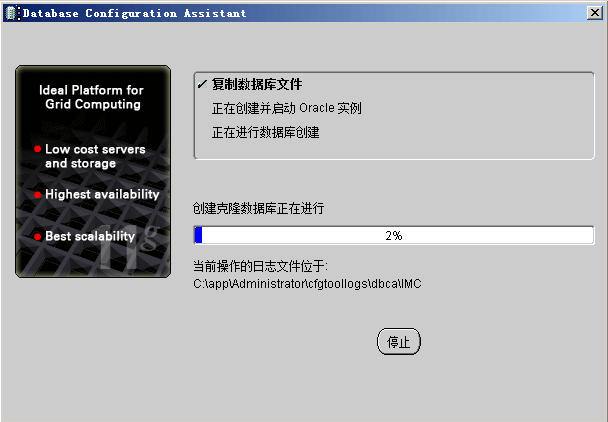 Database Configuration Assistant
Ideal Platform for
Grid Computing
Low cost servers
and storage
Highest availability
Best scalability
11g
✓ 复制数据库文件
正在创建并启动 Oracle 实例
正在进行数据库创建
创建克隆数据库正在进行
2%
当前操作的日志文件位于:
C:\app\Administrator\cfgtoollogs\dbca\IMC
停止